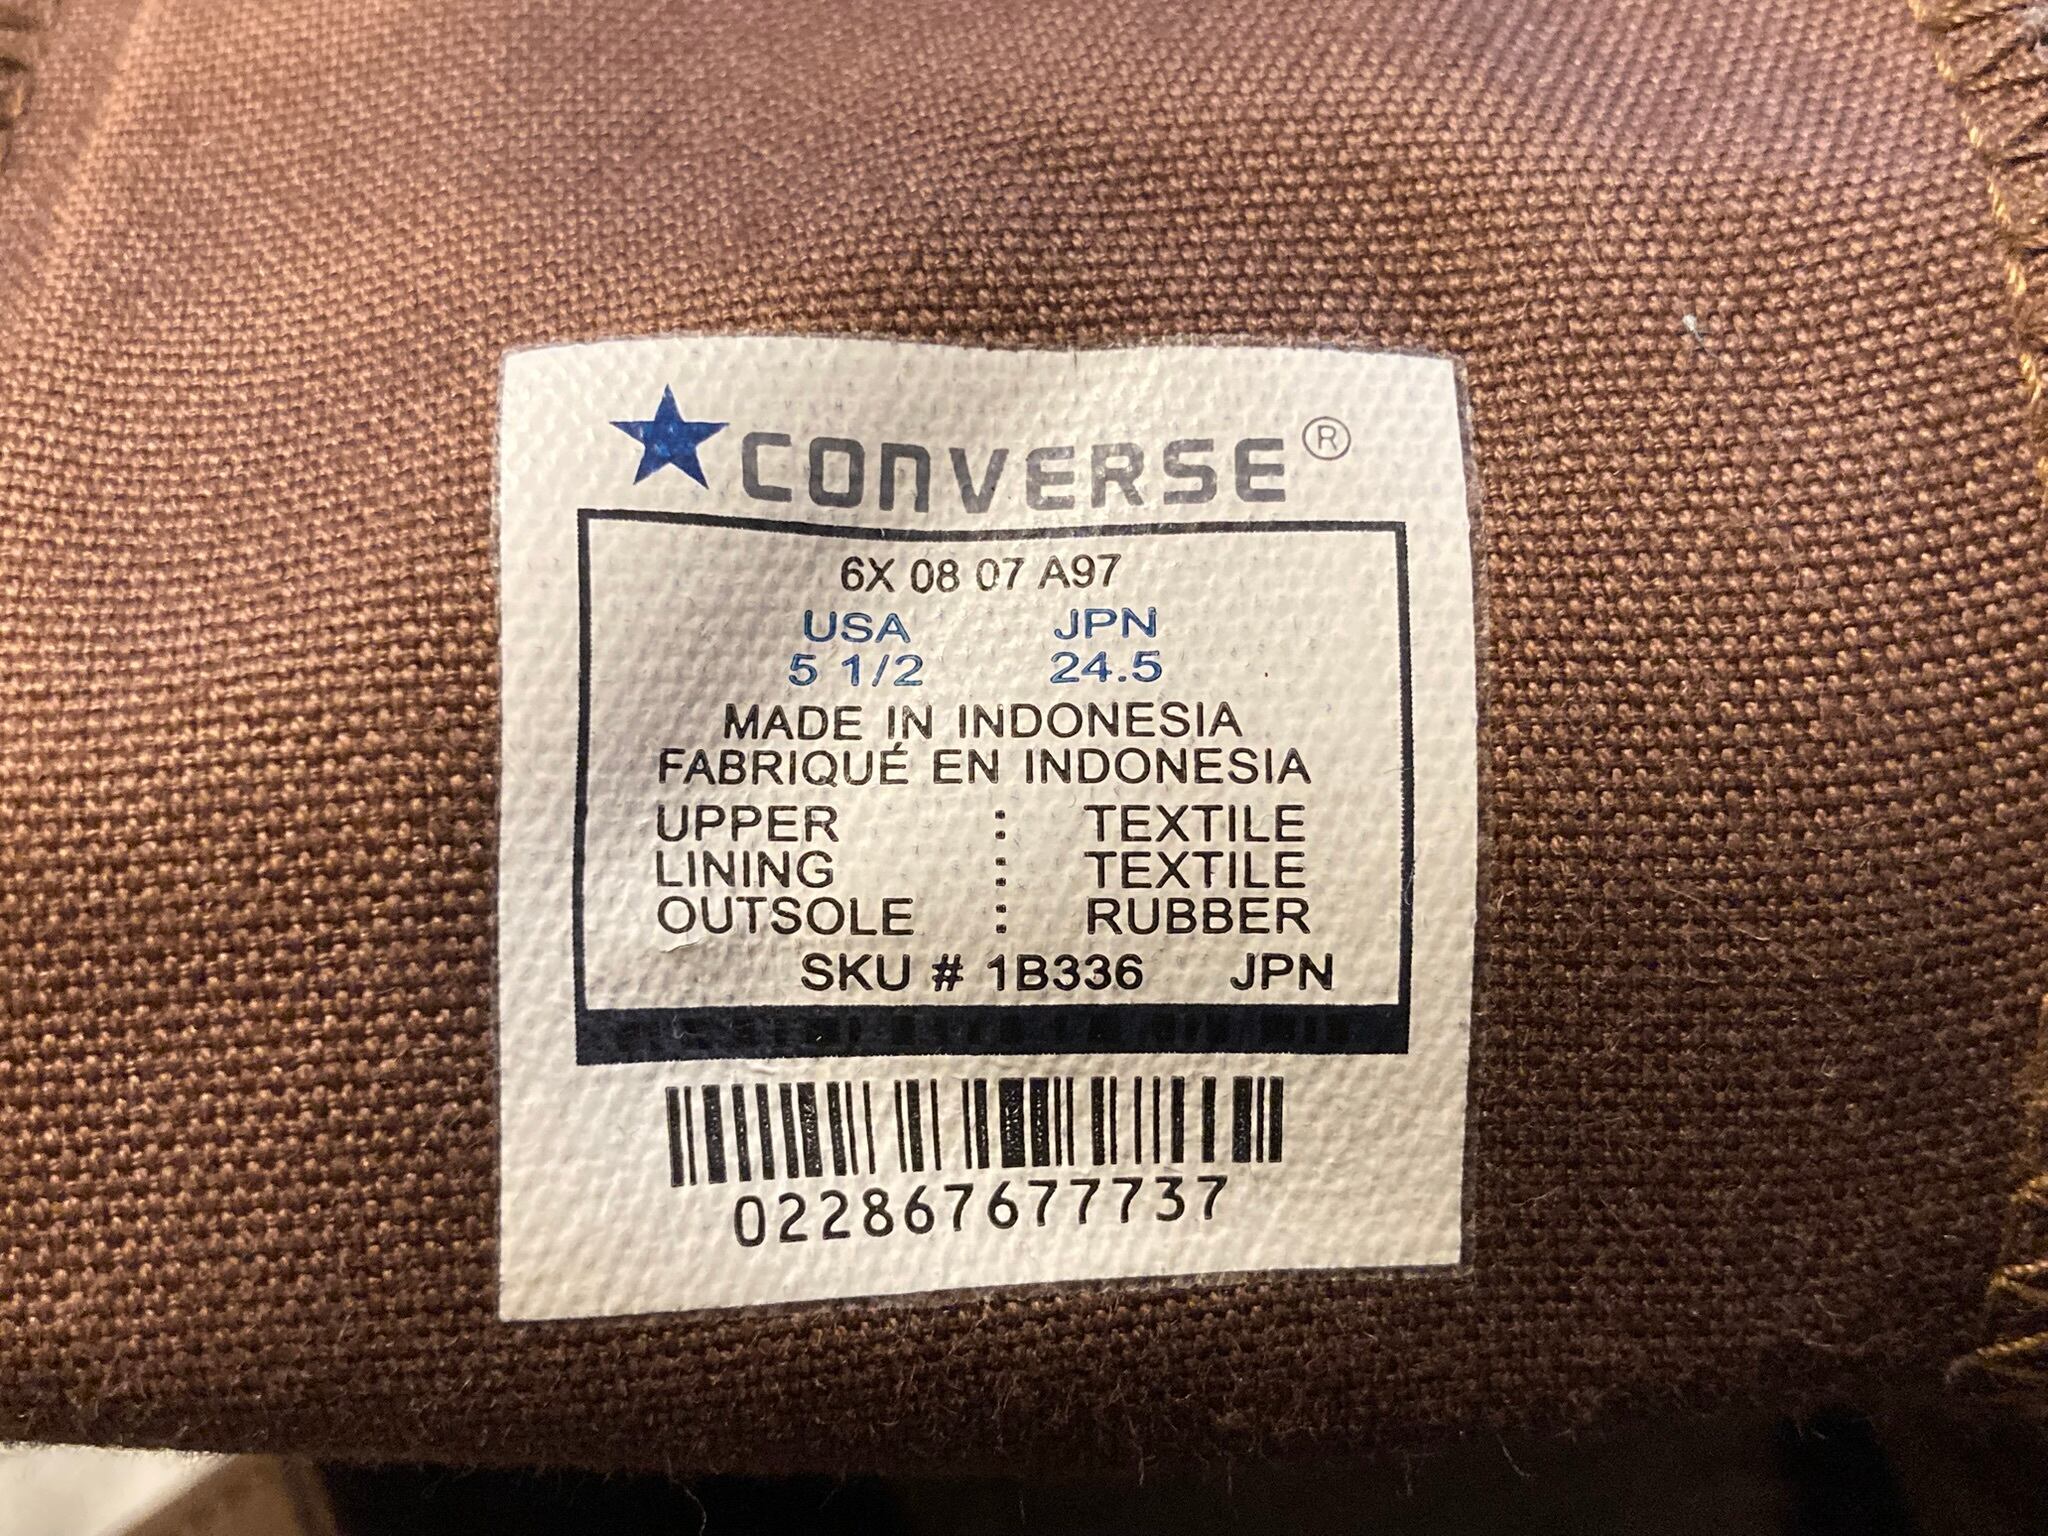 CONVERSE®
6X 08 07 A97
USA JPN
5 1/2 24.5
MADE IN INDONESIA
FABRIQUÉ EN INDONESIA
UPPER : TEXTILE
LINING : TEXTILE
OUTSOLE : RUBBER
SKU # 1B336 JPN
022867677737